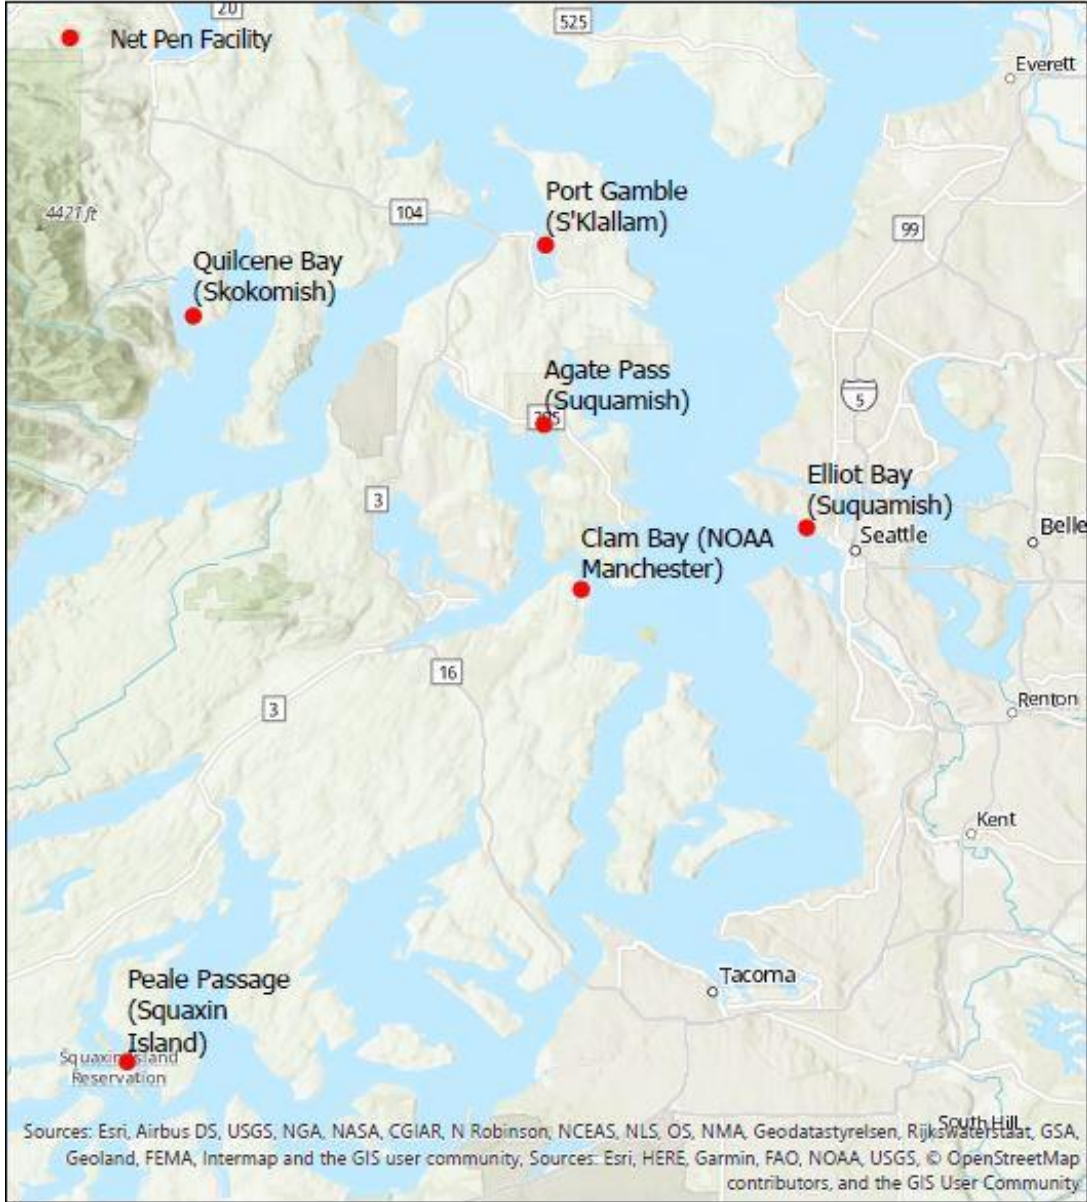 20
525
Net Pen Facility
Everett
Port Gamble
(S'Klallam)
4421 ft
104
99
Quilcene Bay
(Skokomish)
Agate Pass
(Suquamish)
5
3
Elliot Bay
(Suquamish)
Seattle
Belle
Clam Bay (NOAA
Manchester)
16
3
Renton
Kent
Peale Passage
(Squaxin
Island)
Tacoma
Squaxin Island
Reservation
South Hill
Sources: Esri, Airbus DS, USGS, NGA, NASA, CGIAR, N Robinson, NCEAS, NLS, OS, NMA, Geodatastyrelsen, Rijkswaterstaat, GSA,
Geoland, FEMA, Intermap and the GIS user community, Sources: Esri, HERE, Garmin, FAO, NOAA, USGS, © OpenStreetMap
contributors, and the GIS User Community